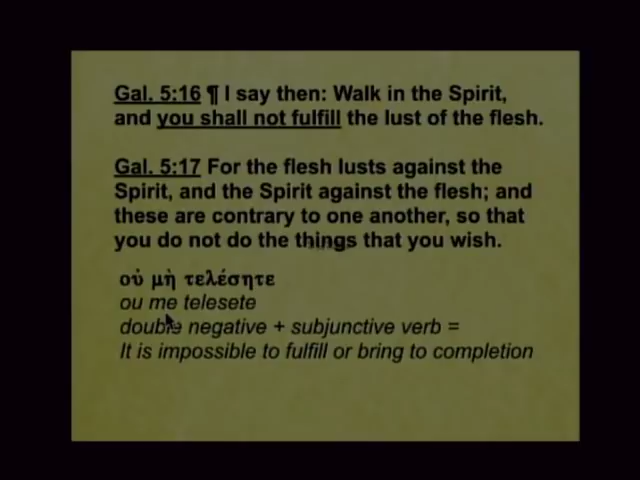 Gal. 5:16 ¶ I say then: Walk in the Spirit,
and you shall not fulfill the lust of the flesh.
Gal. 5:17 For the flesh lusts against the
Spirit, and the Spirit against the flesh; and
these are contrary to one another, so that
you do not do the things that you wish.
οὐ μὴ τελέσητε
ou me telesete
double negative + subjunctive verb =
It is impossible to fulfill or bring to completion